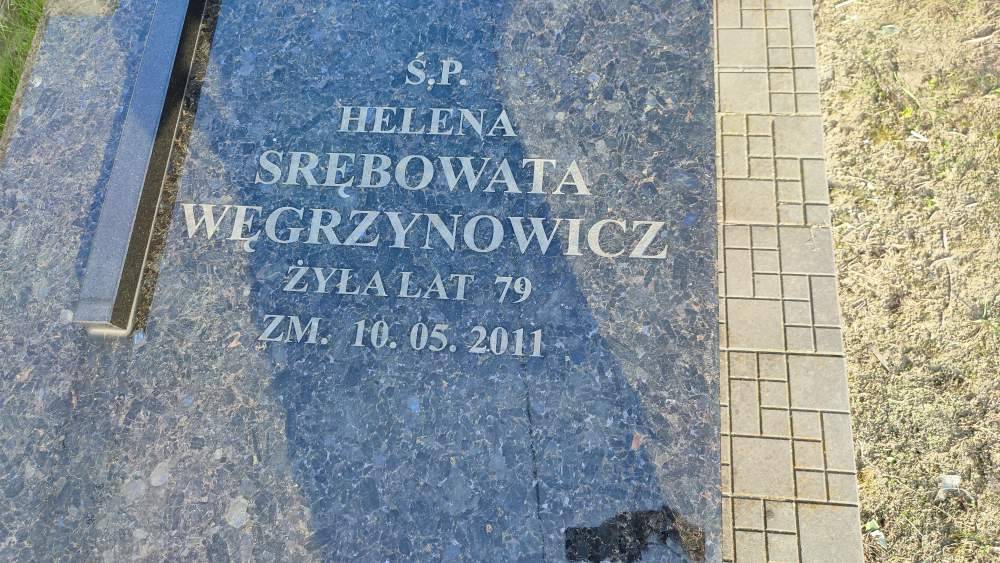 Ś.P.
HELENA
SRĘBOWATA
WĘGRZYNOWICZ
ŻYŁA LAT 79
ZM. 10. 05. 2011